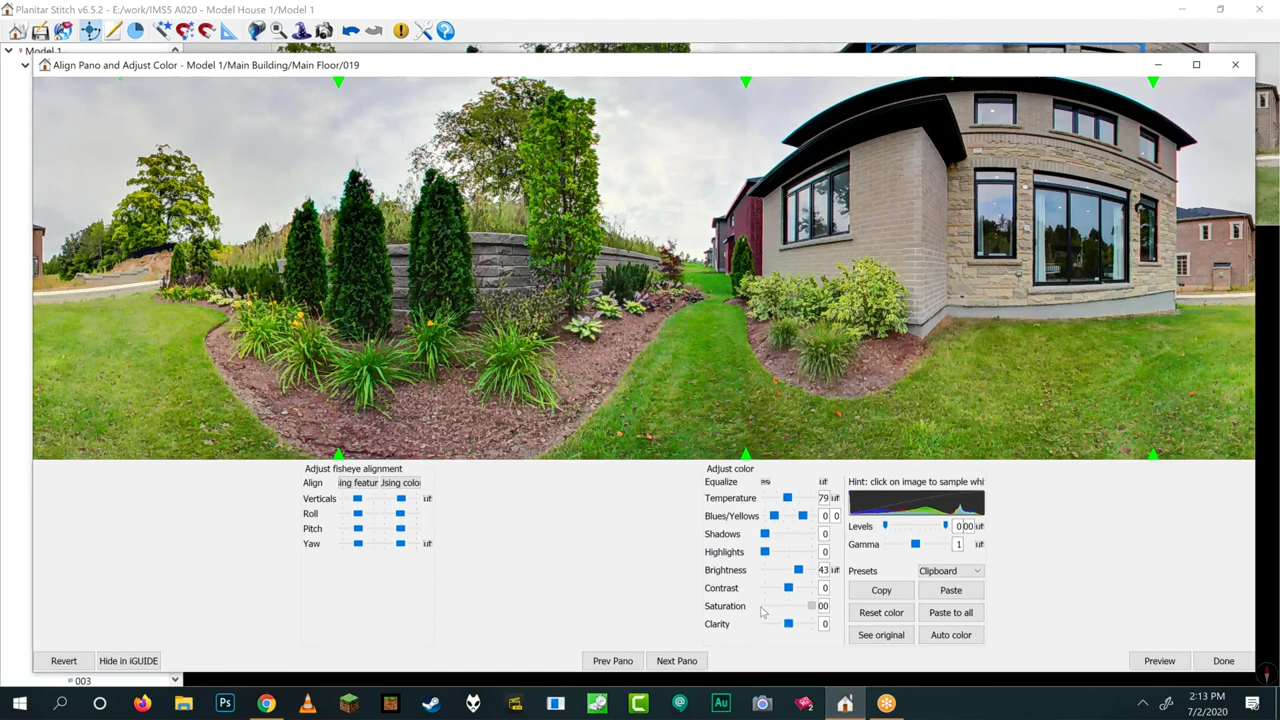 Planitar Stitch v6.5.2 - E:/work/IMS5 A020 - Model House 1/Model 1
Model 1
Align Pano and Adjust Color - Model 1/Main Building/Main Floor/019
Adjust fisheye alignment
Align
Verticals
Roll
Pitch
Yaw
Adjust color
Equalize
Temperature 79
Blues/Yellows 0 0
Shadows 0
Highlights 0
Brightness 43
Contrast 0
Saturation 00
Clarity 0
Hint: click on image to sample whi
Levels 0 00
Gamma 1
Presets Clipboard
Copy Paste
Reset color Paste to all
See original Auto color
Revert Hide in iGUIDE Prev Pano Next Pano Preview Done
003
Ps
Au
2:13 PM
7/2/2020